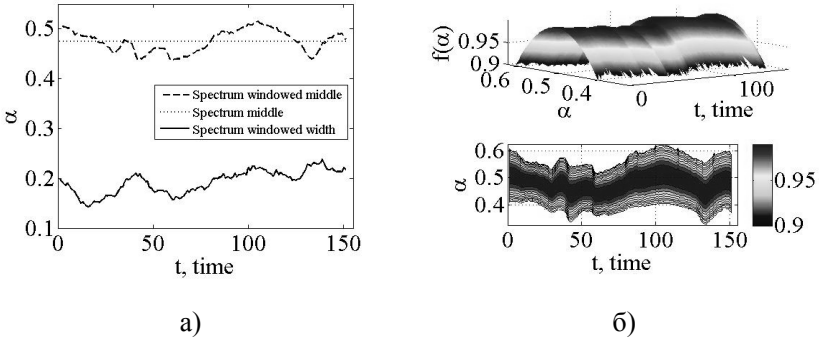 0.5
0.4
0.3
0.2
0.1
α
Spectrum windowed middle
Spectrum middle
Spectrum windowed width
0 50 100 150
t, time
а)
f(α)
0.95
0.9
0.6
0.5
0.4
α
0
100
t, time
α
0.6
0.5
0.4
0 50 100 150
t, time
0.95
0.9
б)